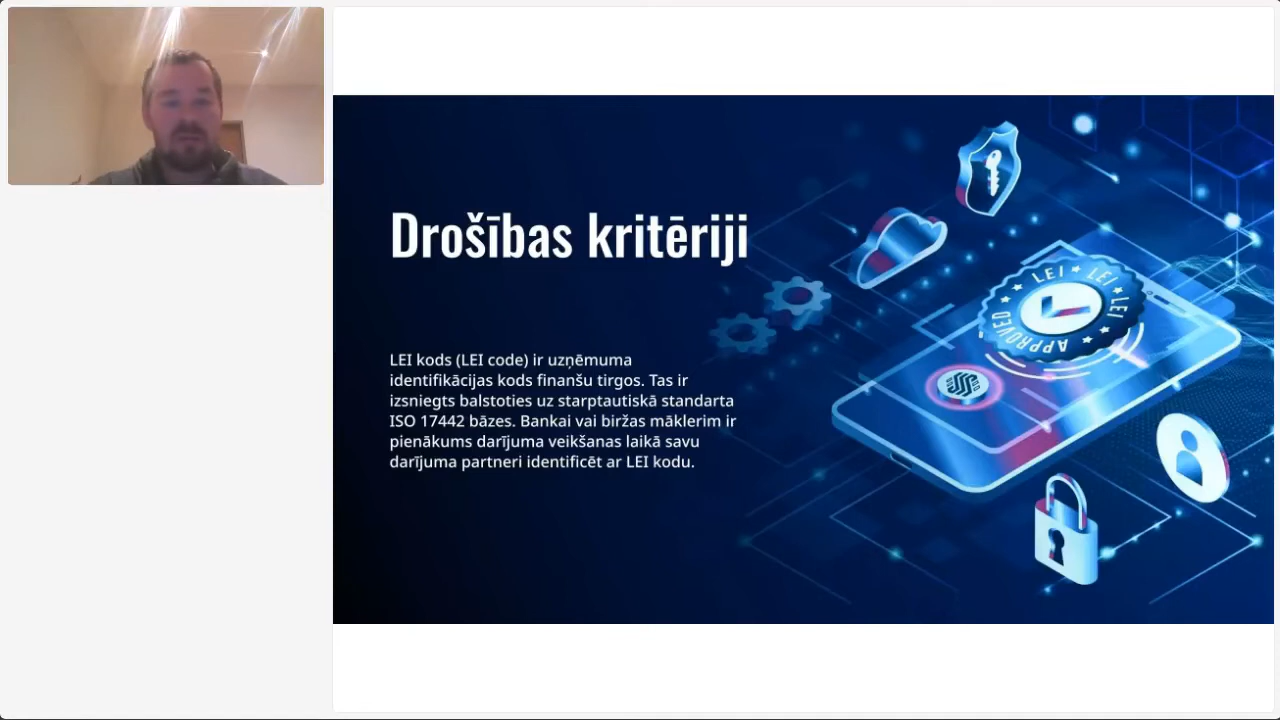 Drošības kritēriji
LEI kods (LEI code) ir uzņēmuma
identifikācijas kods finanšu tirgos. Tas ir
izsniegts balstoties uz starptautiskā standarta
ISO 17442 bāzes. Bankai vai biržas māklerim ir
pienākums darījuma veikšanas laikā savu
darījuma partneri identificēt ar LEI kodu.
LEI ★ LEI ★ LEI ★ ★ APPROVED ★ ★